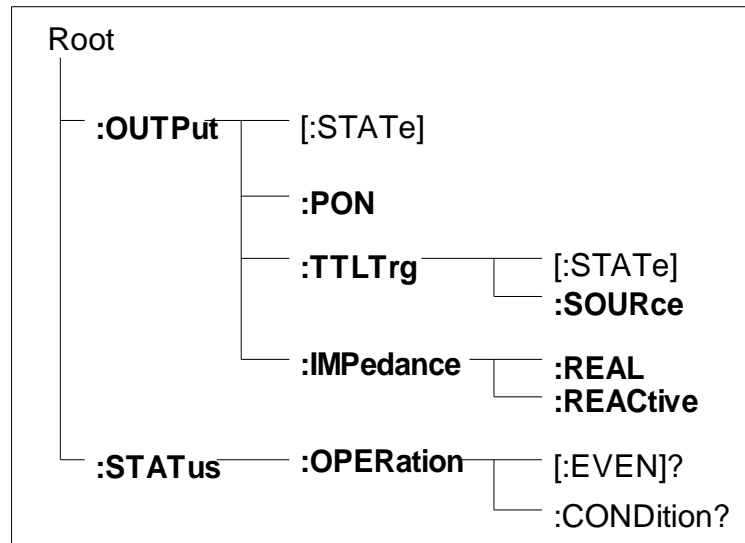 Root
:OUTPut [:STATe]
:PON
:TTLTrg [:STATe]
:SOURce
:IMPedance :REAL
:REACtive
:STATus :OPERation [:EVEN]?
:CONDition?